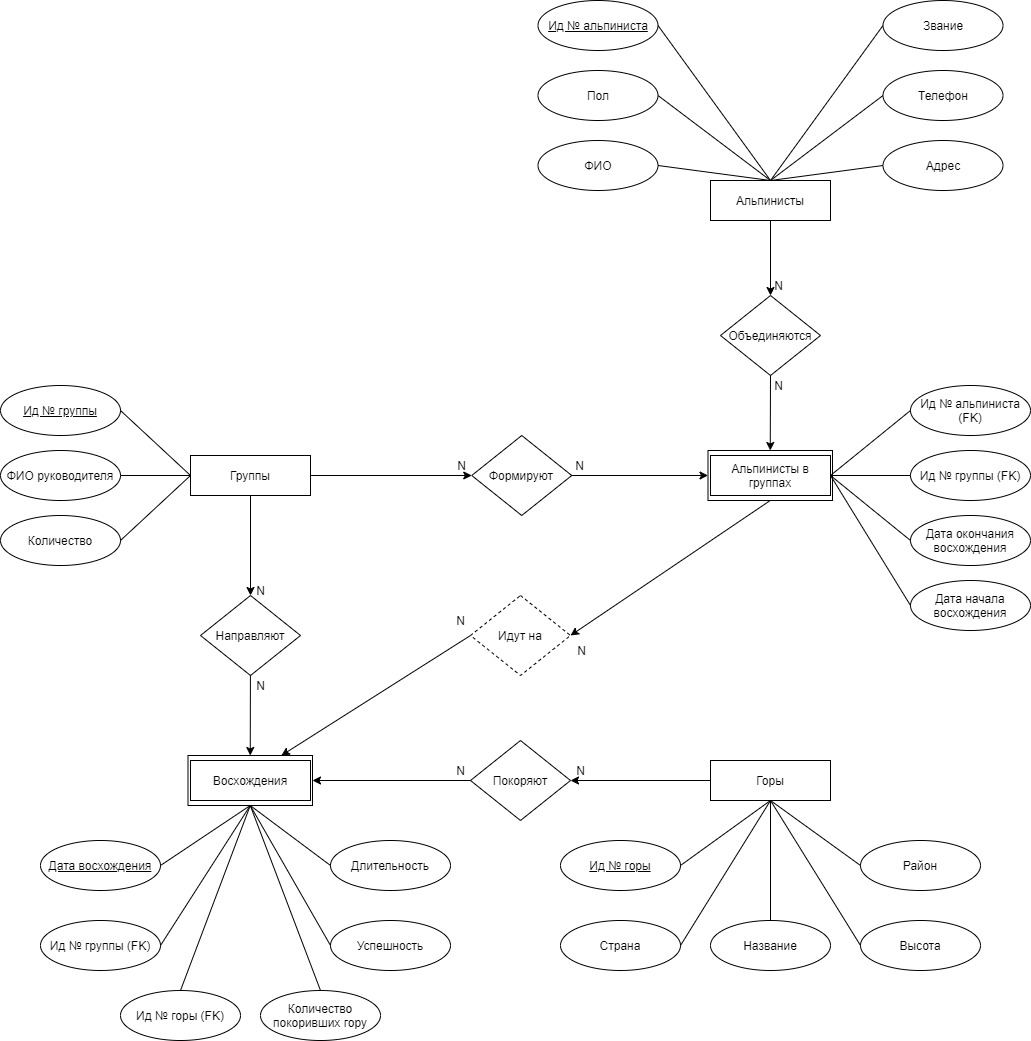 Ид № альпиниста
Звание
Пол
Телефон
ФИО
Адрес
Альпинисты
N
Объединяются
N
Ид № группы
ФИО руководителя
Количество
Группы
N
Формируют
N
Альпинисты в
группах
Ид № альпиниста
(FK)
Ид № группы (FK)
Дата окончания
восхождения
Дата начала
восхождения
N
Направляют
N
N
Идут на
N
Восхождения
N
Покоряют
N
Горы
Дата восхождения
Длительность
Ид № группы (FK)
Успешность
Ид № горы (FK)
Количество
покоривших гору
Ид № горы
Район
Страна
Название
Высота